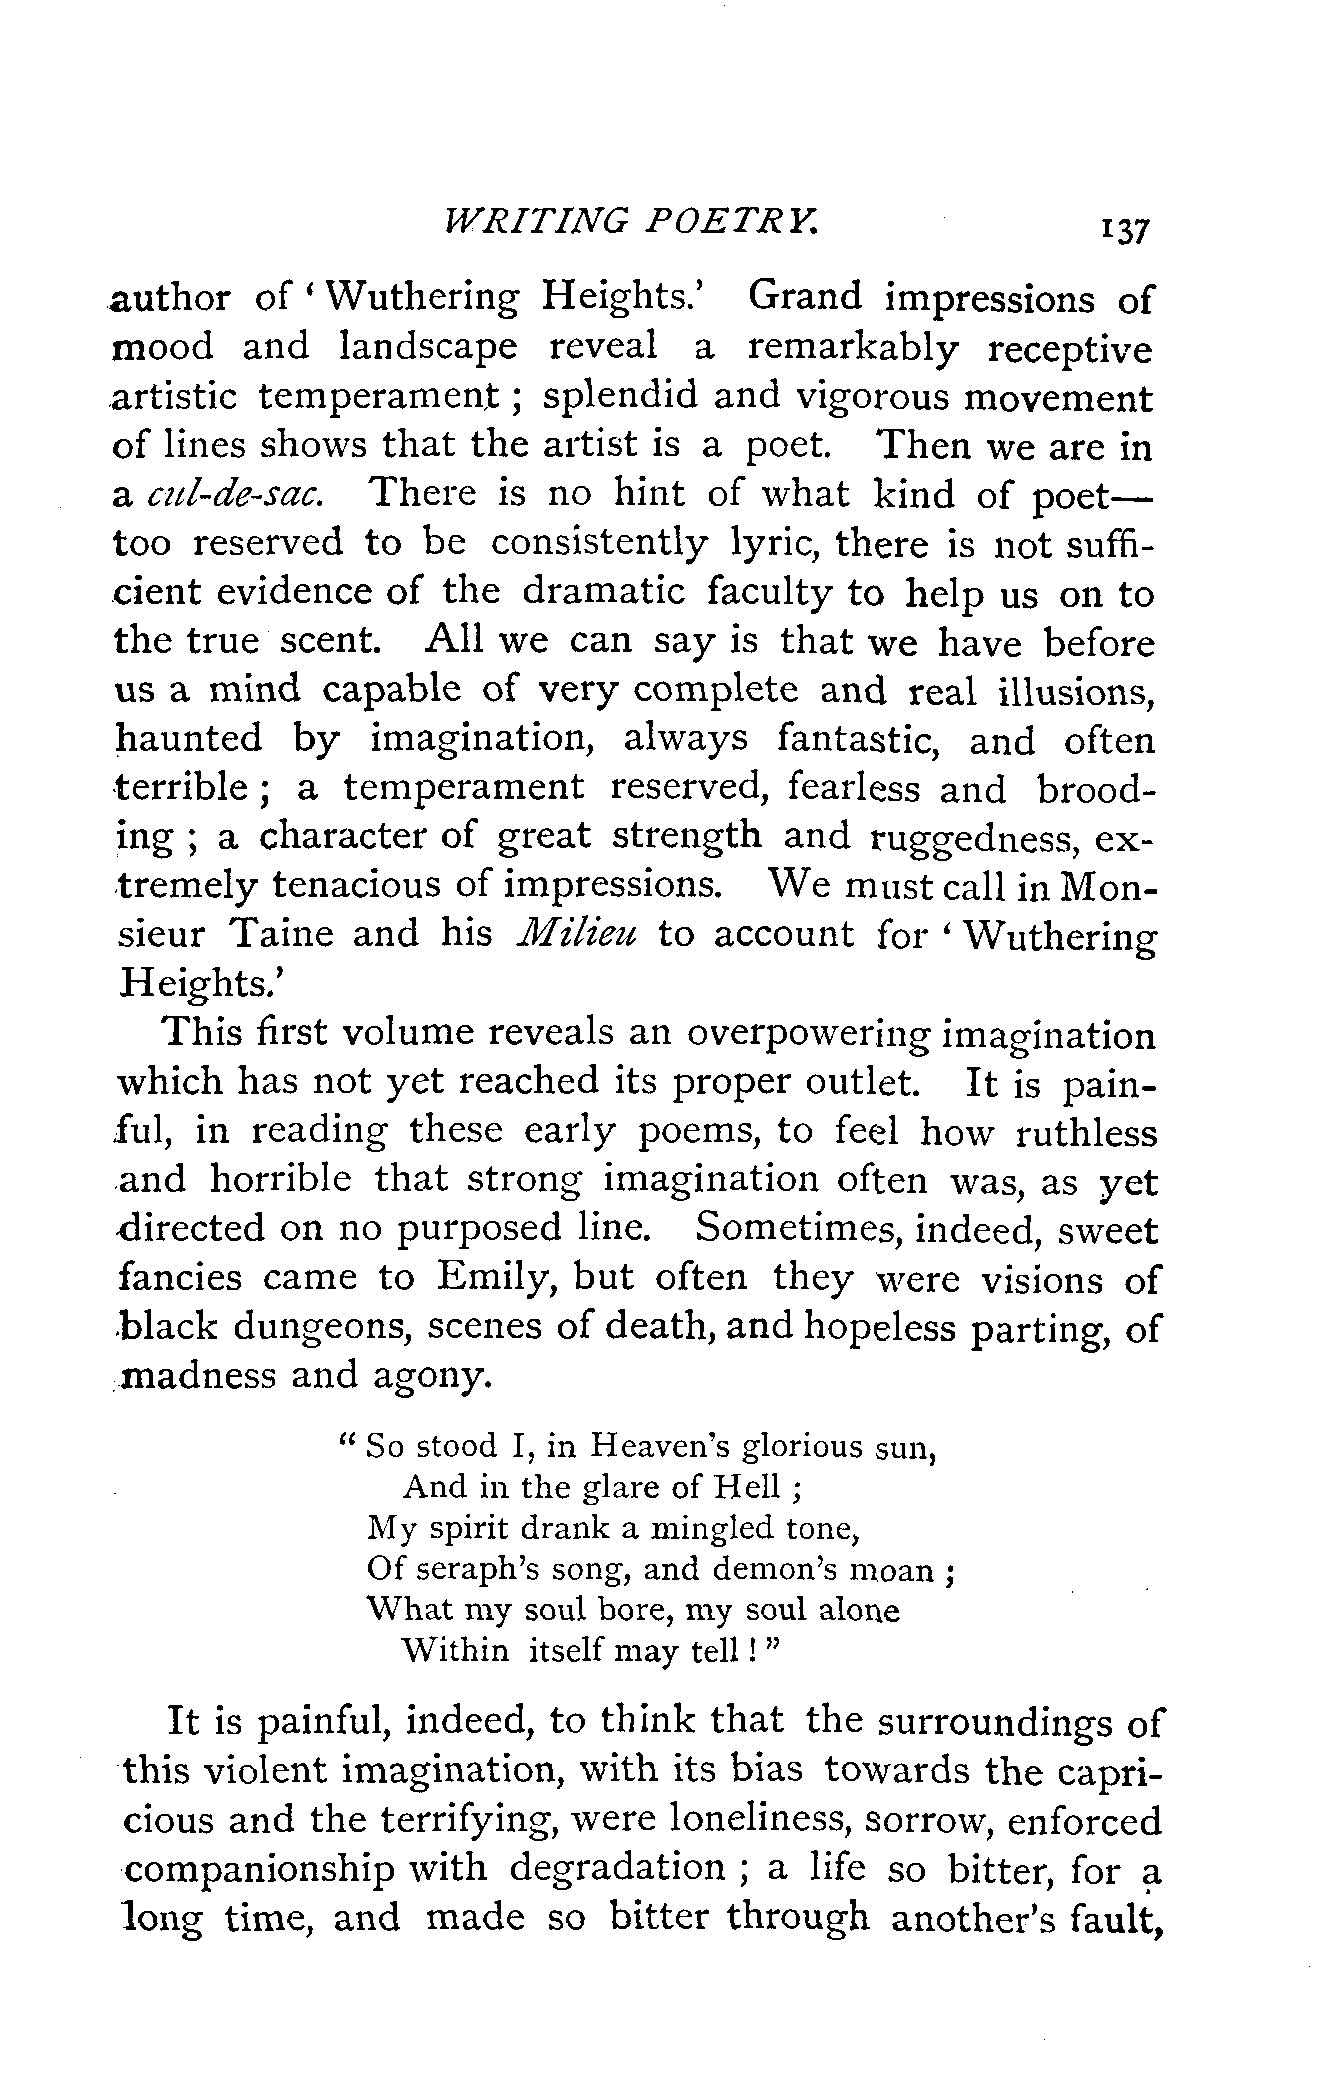 WRITING POETRY. 137
author of ‘Wuthering Heights.’ Grand impressions of
mood and landscape reveal a remarkably receptive
artistic temperament ; splendid and vigorous movement
of lines shows that the artist is a poet. Then we are in
a cul-de-sac. There is no hint of what kind of poet—
too reserved to be consistently lyric, there is not suffi-
cient evidence of the dramatic faculty to help us on to
the true scent. All we can say is that we have before
us a mind capable of very complete and real illusions,
haunted by imagination, always fantastic, and often
terrible ; a temperament reserved, fearless and brood-
ing ; a character of great strength and ruggedness, ex-
tremely tenacious of impressions. We must call in Mon-
sieur Taine and his Milieu to account for ‘Wuthering
Heights.’
This first volume reveals an overpowering imagination
which has not yet reached its proper outlet. It is pain-
ful, in reading these early poems, to feel how ruthless
and horrible that strong imagination often was, as yet
directed on no purposed line. Sometimes, indeed, sweet
fancies came to Emily, but often they were visions of
black dungeons, scenes of death, and hopeless parting, of
madness and agony.
“ So stood I, in Heaven’s glorious sun,
And in the glare of Hell ;
My spirit drank a mingled tone,
Of seraph’s song, and demon’s moan ;
What my soul bore, my soul alone
Within itself may tell ! ”
It is painful, indeed, to think that the surroundings of
this violent imagination, with its bias towards the capri-
cious and the terrifying, were loneliness, sorrow, enforced
companionship with degradation ; a life so bitter, for a
long time, and made so bitter through another’s fault,